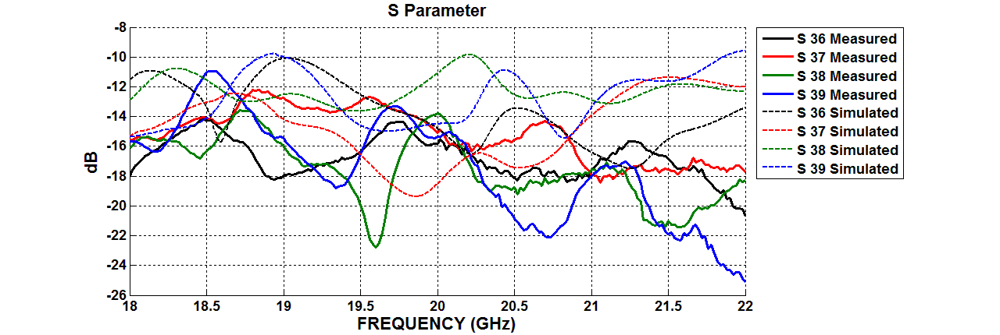 S Parameter
-8
-10
-12
-14
-16
-18
-20
-22
-24
-26
dB
18
18.5
19
19.5
20
20.5
21
21.5
22
FREQUENCY (GHz)
S 36 Measured
S 37 Measured
S 38 Measured
S 39 Measured
S 36 Simulated
S 37 Simulated
S 38 Simulated
S 39 Simulated